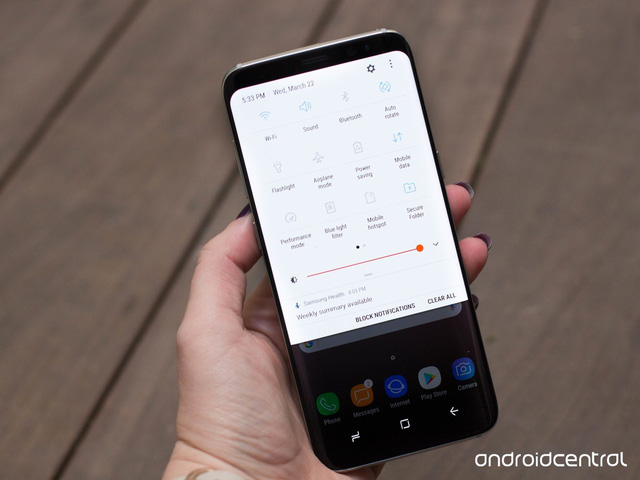 5:33 PM Wed, March 22
Wi-Fi
Sound
Bluetooth
Auto
rotate
Flashlight
Airplane
mode
Power
saving
Mobile
data
Performance
mode
Blue light
filter
Mobile
hotspot
Secure
Folder
Samsung Health 4:03 PM
Weekly summary available
BLOCK NOTIFICATIONS CLEAR ALL
Phone
Messages
Internet
Play Store
Camera
androidcentral